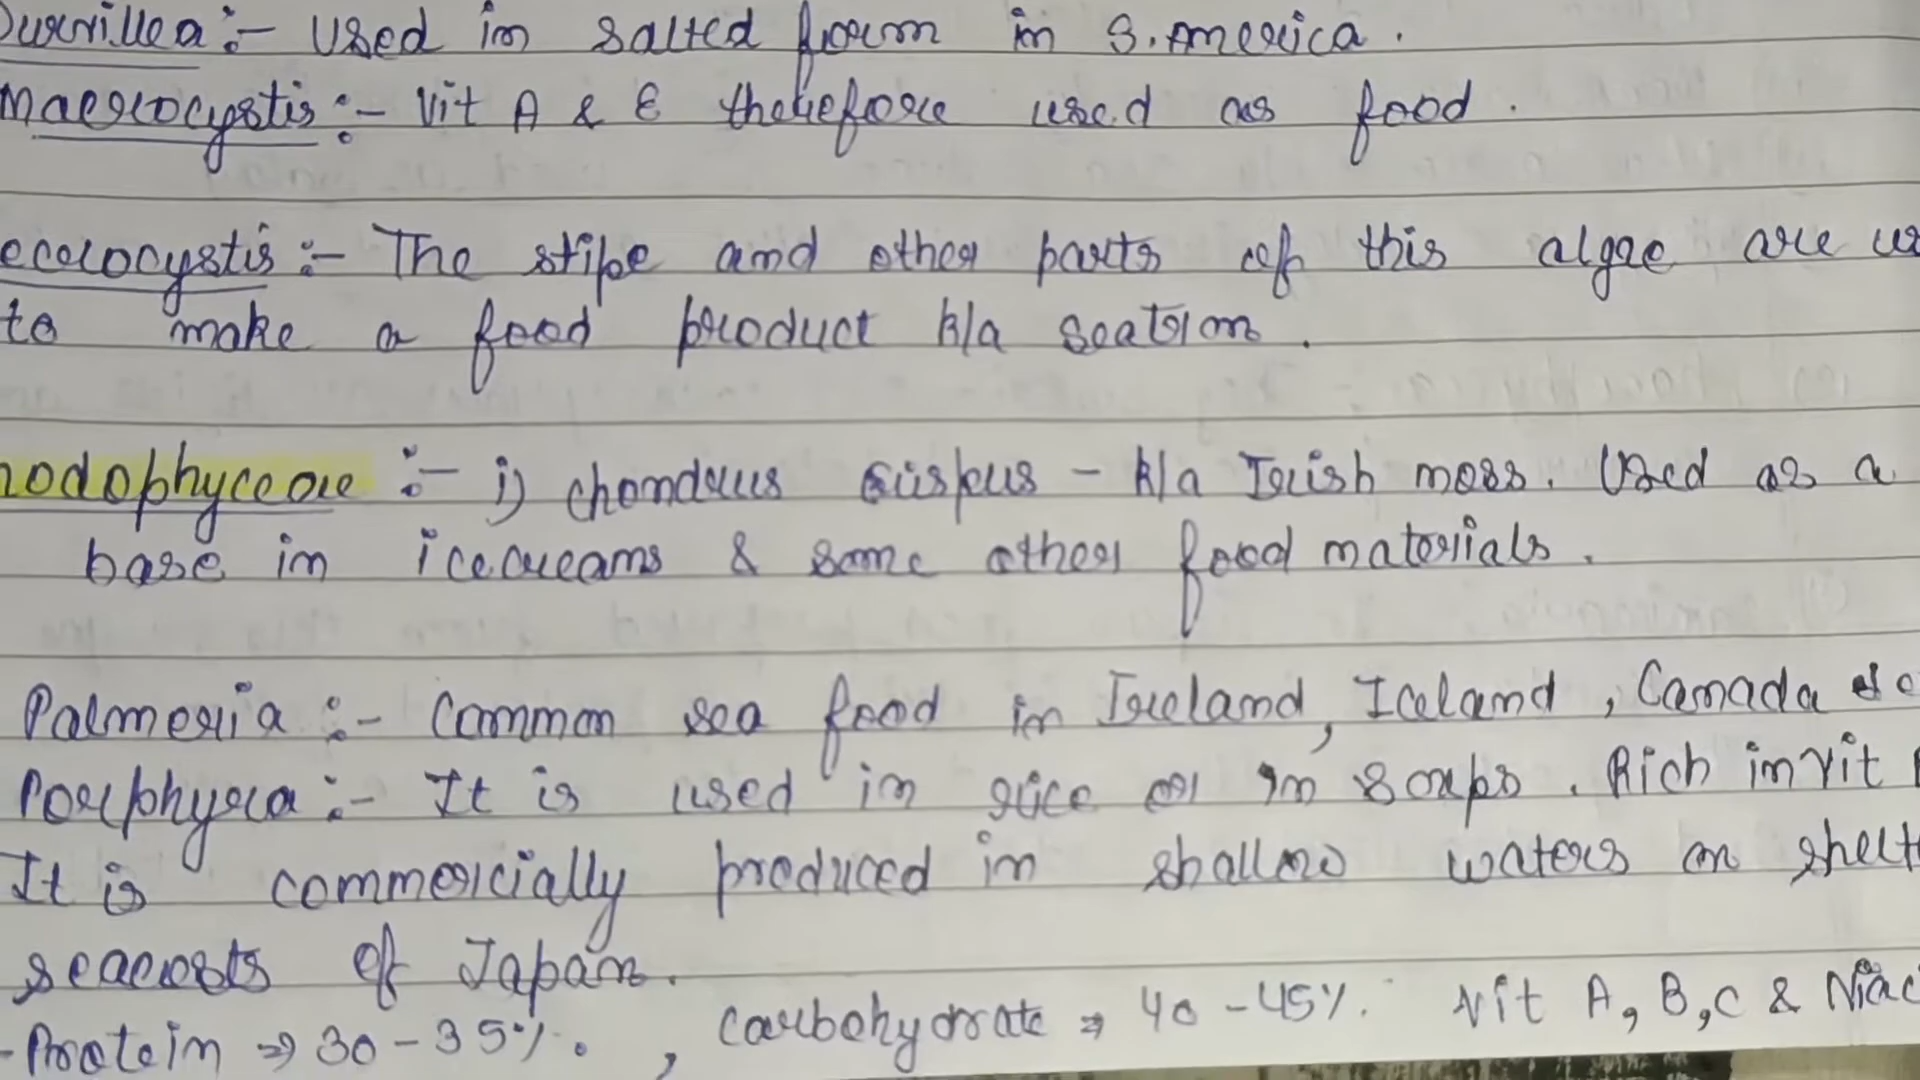 Durvillea :- Used in salted form in S. America.
Macrocystis :- Vit A & E therefore used as food.
ecrocystis :- The stipe and other parts of this algae are us
to make a food product k/a seatron.
hodophyceae :- i) chondrus crispus - k/a Irish moss. Used as a
base in icecreams & some other food materials.
Palmeria :- Common sea food in Ireland, Iceland, Canada
Porphyra :- It is used in rice or in soups. Rich in vit
It is commercially produced in shallow waters on shelte
seacosts of Japan.
- Protein ⇒ 30-35%. , Carbohydrate ⇒ 40-45%. Vit A, B, C & Niac